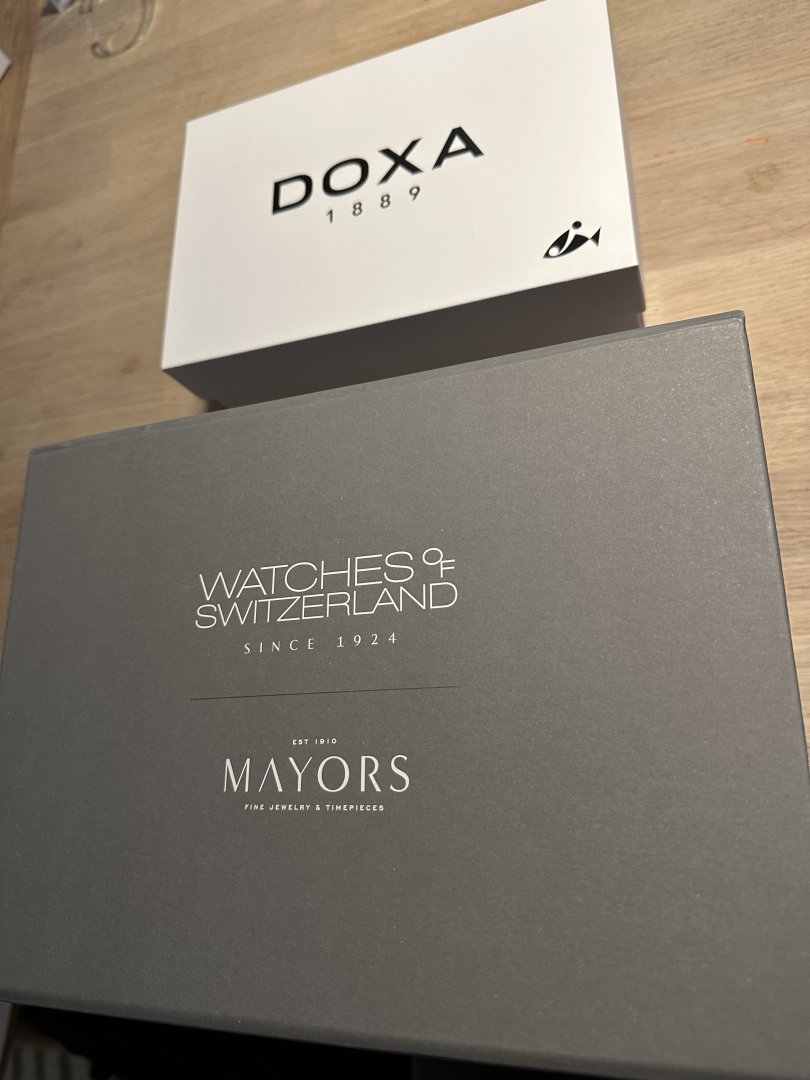 DOXA
1889
WATCHES OF
SWITZERLAND
SINCE 1924
EST 1910
MAYORS
FINE JEWELRY & TIMEPIECES